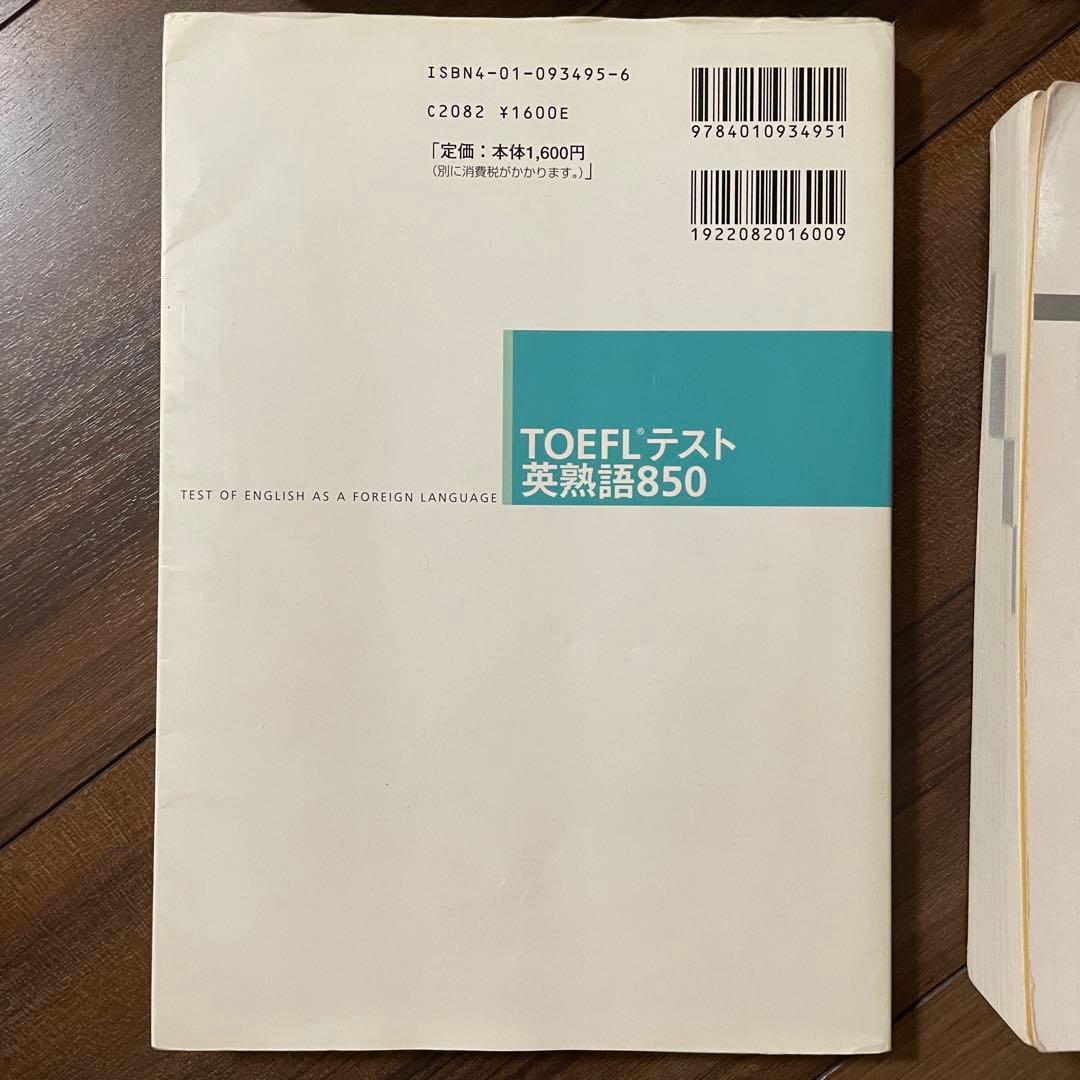 ISBN4-01-093495-6
C2082 ¥1600E
「定価：本体1,600円
（別に消費税がかかります。）」
9784010934951
1922082016009
TOEFL®テスト
英熟語850
TEST OF ENGLISH AS A FOREIGN LANGUAGE